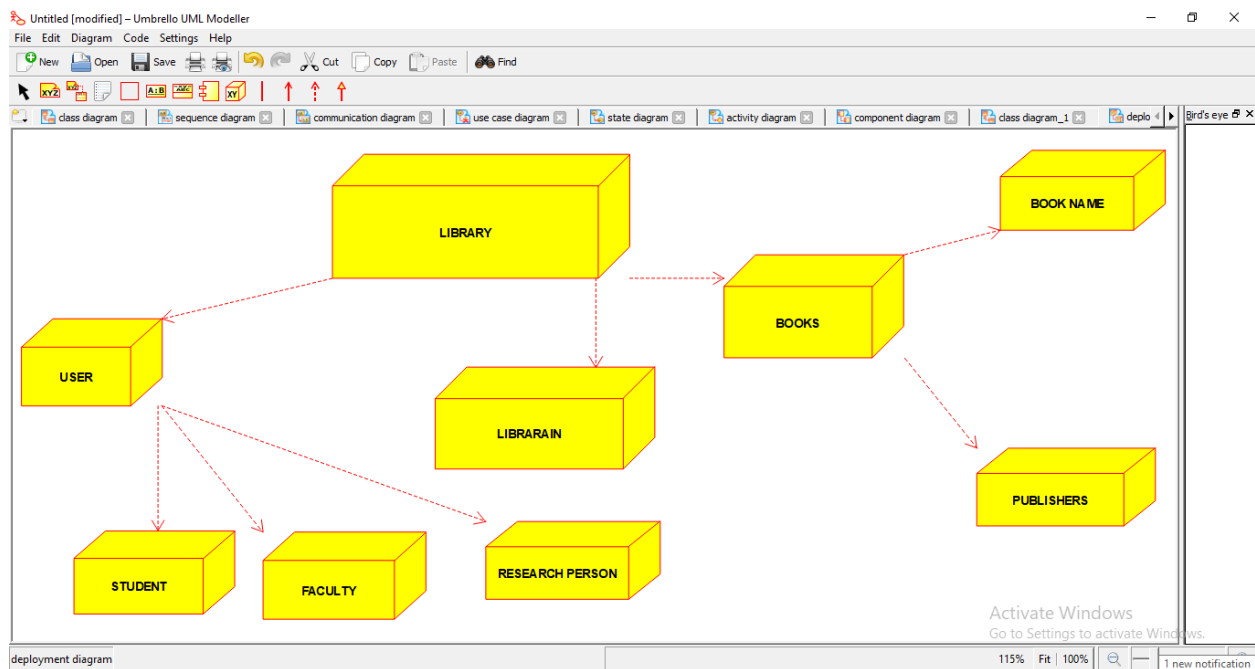 Untitled [modified] – Umbrello UML Modeller
File Edit Diagram Code Settings Help
New Open Save Cut Copy Paste Find
XYZ A:B ABC XY
class diagram sequence diagram communication diagram use case diagram state diagram activity diagram component diagram class diagram_1 deplo Bird's eye
BOOK NAME
LIBRARY
BOOKS
USER
LIBRARAIN
PUBLISHERS
RESEARCH PERSON
STUDENT
FACULTY
Activate Windows
Go to Settings to activate Windows.
deployment diagram 115% Fit 100%
1 new notification